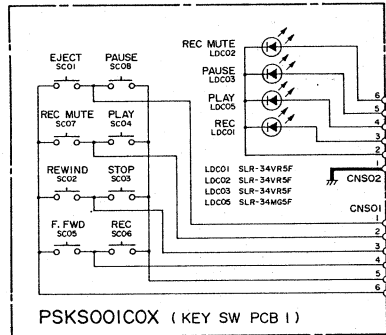 EJECT PAUSE
SC01 SC08
REC MUTE PLAY
SC07 SC04
REWIND STOP
SC02 SC03
F. FWD REC
SC05 SC06
REC MUTE
LDC02
PAUSE
LDC03
PLAY
LDC05
REC
LDC01
6
5
4
3
2
1
CNS02
LDC01 SLR-34VR5F
LDC02 SLR-34VR5F
LDC03 SLR-34VR5F
LDC05 SLR-34MG5F
CNS01
1
2
3
4
5
6
PSKS001COX (KEY SW PCB 1)